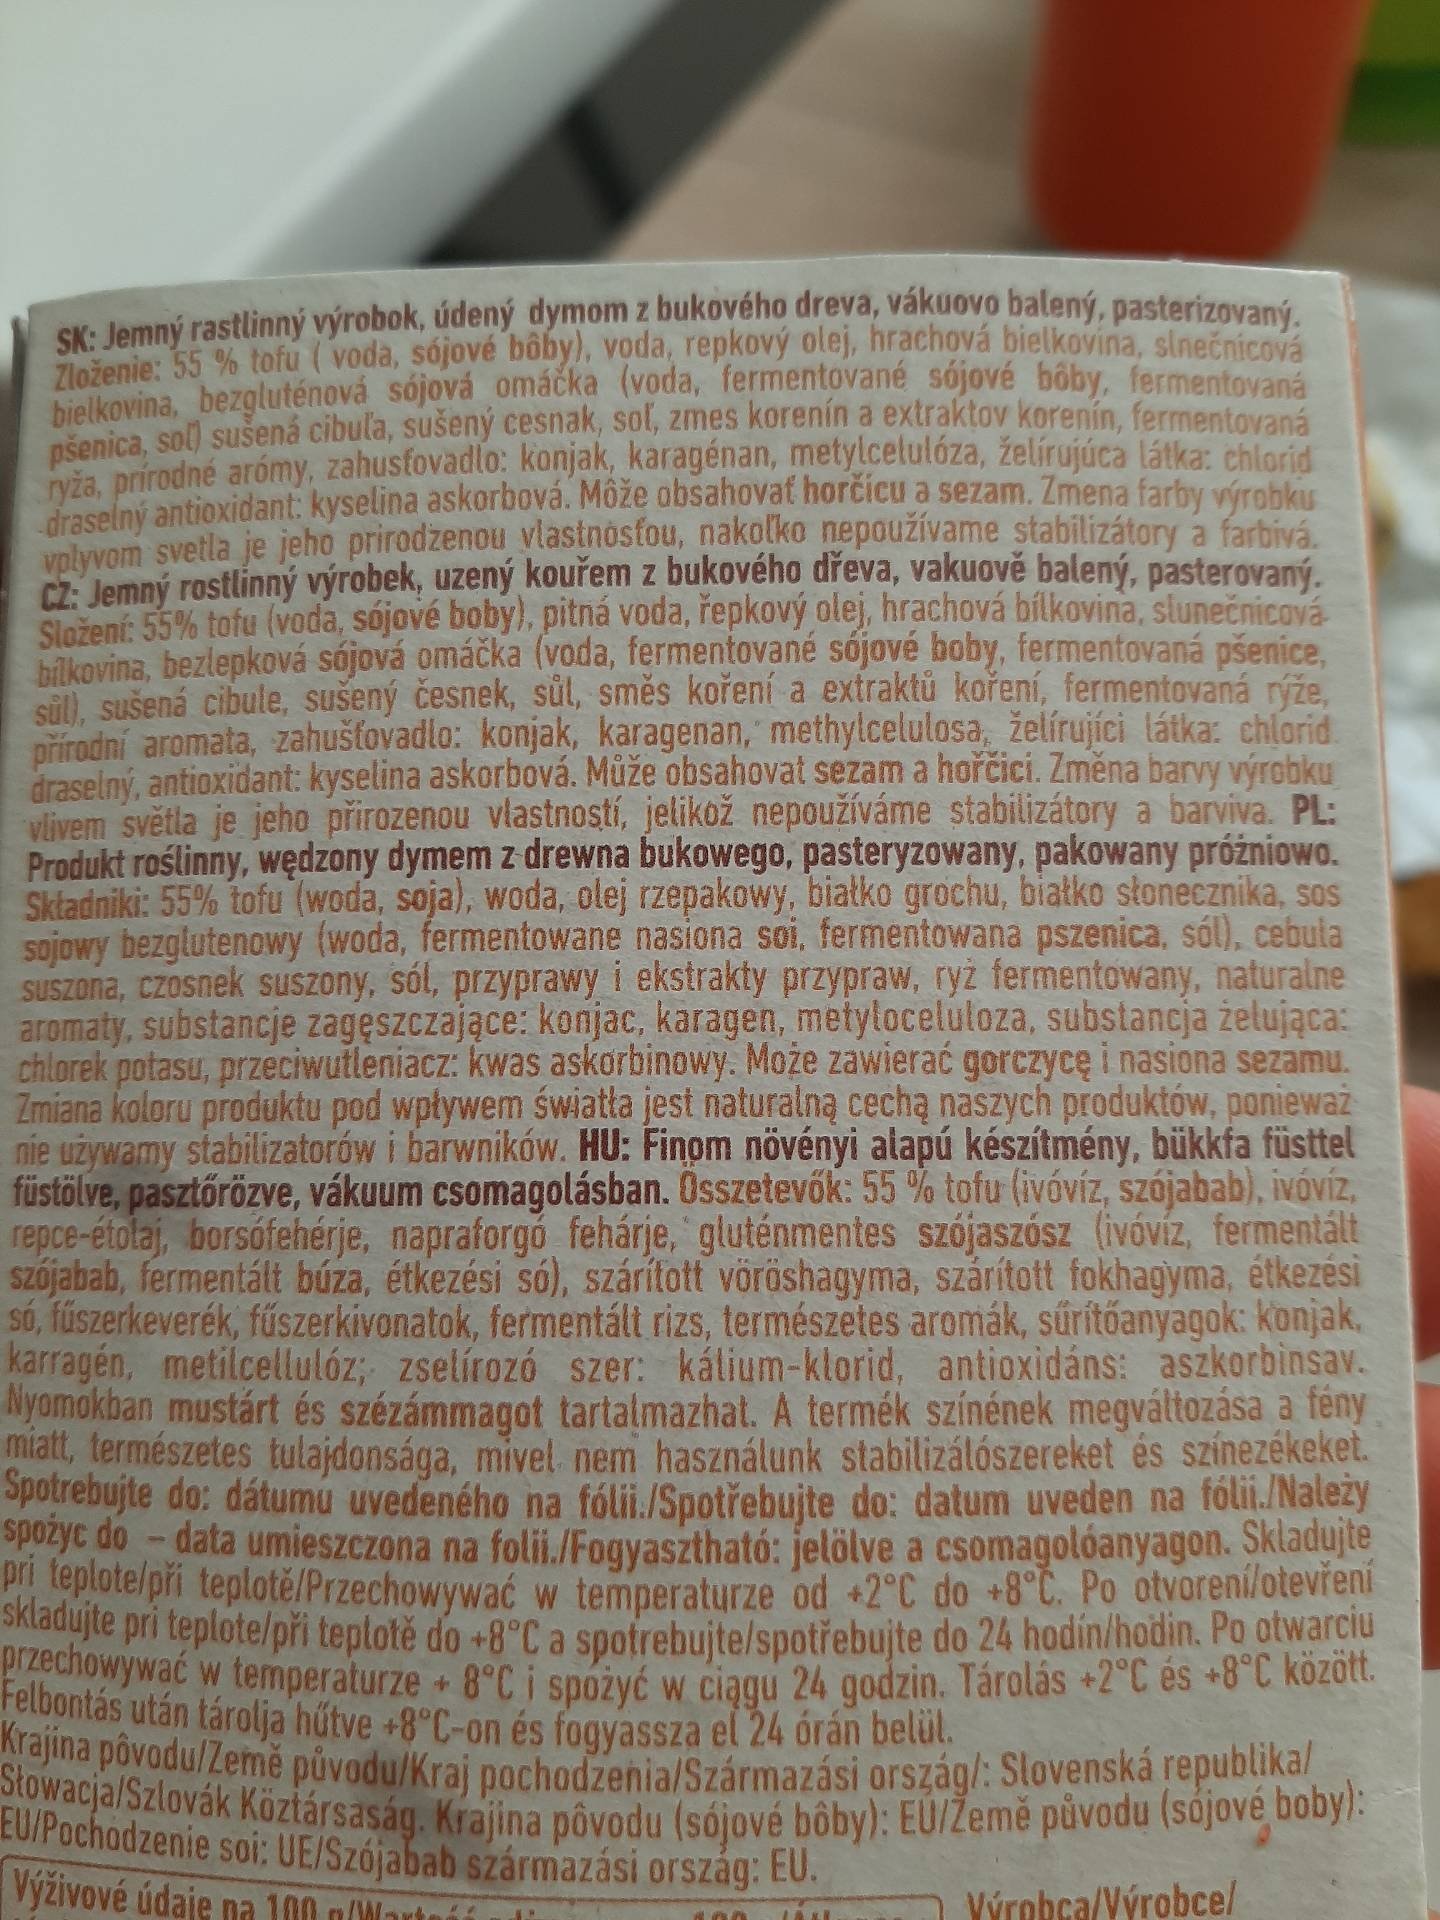 SK: Jemný rastlinný výrobok, údený dymom z bukového dreva, vákuovo balený, pasterizovaný.
Zloženie: 55 % tofu ( voda, sójové bôby), voda, repkový olej, hrachová bielkovina, slnečnicová
bielkovina, bezgluténová sójová omáčka (voda, fermentované sójové bôby, fermentovaná
pšenica, soľ) sušená cibuľa, sušený cesnak, soľ, zmes korenín a extraktov korenín, fermentovaná
ryža, prírodné arómy, zahusťovadlo: konjak, karagénan, metylcelulóza, želírujúca látka: chlorid
draselný antioxidant: kyselina askorbová. Môže obsahovať horčicu a sezam. Zmena farby výrobku
vplyvom svetla je jeho prirodzenou vlastnosťou, nakoľko nepoužívame stabilizátory a farbivá.
CZ: Jemný rostlinný výrobek, uzený kouřem z bukového dřeva, vakuově balený, pasterovaný.
Složení: 55% tofu (voda, sójové boby), pitná voda, řepkový olej, hrachová bílkovina, slunečnicová
bílkovina, bezlepková sójová omáčka (voda, fermentované sójové boby, fermentovaná pšenice,
sůl), sušená cibule, sušený česnek, sůl, směs koření a extraktů koření, fermentovaná rýže,
přírodní aromata, zahušťovadlo: konjak, karagenan, methylcelulosa, želírující látka: chlorid
draselný, antioxidant: kyselina askorbová. Může obsahovat sezam a hořčici. Změna barvy výrobku
vlivem světla je jeho přirozenou vlastností, jelikož nepoužíváme stabilizátory a barviva. PL:
Produkt roślinny, wędzony dymem z drewna bukowego, pasteryzowany, pakowany próżniowo.
Składniki: 55% tofu (woda, soja), woda, olej rzepakowy, białko grochu, białko słonecznika, sos
sojowy bezglutenowy (woda, fermentowane nasiona soi, fermentowana pszenica, sól), cebula
suszona, czosnek suszony, sól, przyprawy i ekstrakty przypraw, ryż fermentowany, naturalne
aromaty, substancje zagęszczające: konjac, karagen, metyloceluloza, substancja żelująca:
chlorek potasu, przeciwutleniacz: kwas askorbinowy. Może zawierać gorczycę i nasiona sezamu.
Zmiana koloru produktu pod wpływem światła jest naturalną cechą naszych produktów, ponieważ
nie używamy stabilizatorów i barwników. HU: Finom növényi alapú készítmény, bükkfa füsttel
füstölve, pasztőrözve, vákuum csomagolásban. Összetevők: 55 % tofu (ivóvíz, szójabab), ivóvíz,
repce-étolaj, borsófehérje, napraforgó fehárje, gluténmentes szójaszósz (ivóvíz, fermentált
szójabab, fermentált búza, étkezési só), szárított vöröshagyma, szárított fokhagyma, étkezési
só, fűszerkeverék, fűszerkivonatok, fermentált rizs, természetes aromák, sűrítőanyagok: konjak,
karragén, metilcellulóz; zselírozó szer: kálium-klorid, antioxidáns: aszkorbinsav.
Nyomokban mustárt és szézámmagot tartalmazhat. A termék színének megváltozása a fény
miatt, természetes tulajdonsága, mivel nem használunk stabilizálószereket és színezékeket.
Spotrebujte do: dátumu uvedeného na fólii./Spotřebujte do: datum uveden na fólii./Należy
spożyc do – data umieszczona na folii./Fogyasztható: jelölve a csomagolóanyagon. Skladujte
pri teplote/při teplotě/Przechowywać w temperaturze od +2°C do +8°C. Po otvorení/otevření
skladujte pri teplote/při teplotě do +8°C a spotrebujte/spotřebujte do 24 hodín/hodin. Po otwarciu
przechowywać w temperaturze + 8°C i spożyć w ciągu 24 godzin. Tárolás +2°C és +8°C között.
Felbontás után tárolja hűtve +8°C-on és fogyassza el 24 órán belül.
Krajina pôvodu/Země původu/Kraj pochodzenia/Származási ország/: Slovenská republika/
Słowacja/Szlovák Köztársaság. Krajina pôvodu (sójové bôby): EÚ/Země původu (sójové boby):
EU/Pochodzenie soi: UE/Szójabab származási ország: EU.
Výživové údaje na 100 Výrobca/Výrobce/